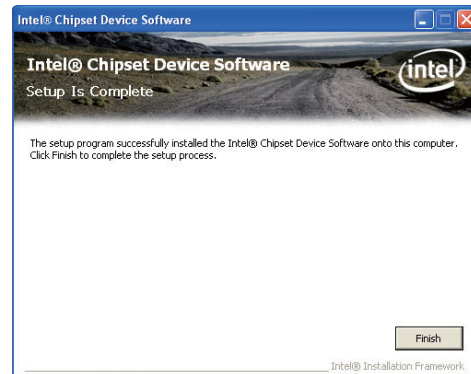 Intel® Chipset Device Software
Intel® Chipset Device Software
Setup Is Complete
intel
The setup program successfully installed the Intel® Chipset Device Software onto this computer.
Click Finish to complete the setup process.
Finish
Intel® Installation Framework